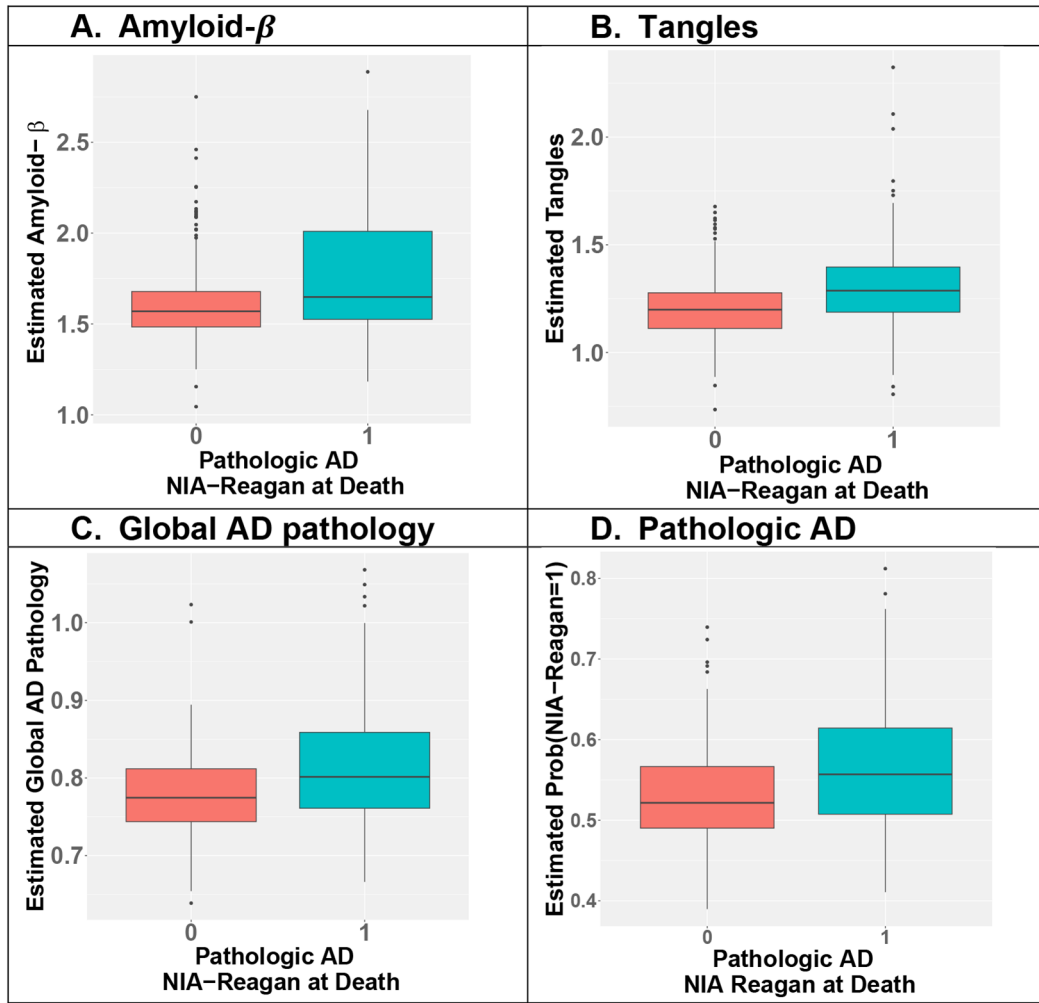 A. Amyloid-β
Estimated Amyloid− β
2.5
2.0
1.5
1.0
0
1
Pathologic AD
NIA−Reagan at Death
B. Tangles
Estimated Tangles
2.0
1.5
1.0
0
1
Pathologic AD
NIA−Reagan at Death
C. Global AD pathology
Estimated Global AD Pathology
1.0
0.9
0.8
0.7
0
1
Pathologic AD
NIA−Reagan at Death
D. Pathologic AD
Estimated Prob(NIA−Reagan=1)
0.8
0.7
0.6
0.5
0.4
0
1
Pathologic AD
NIA Reagan at Death